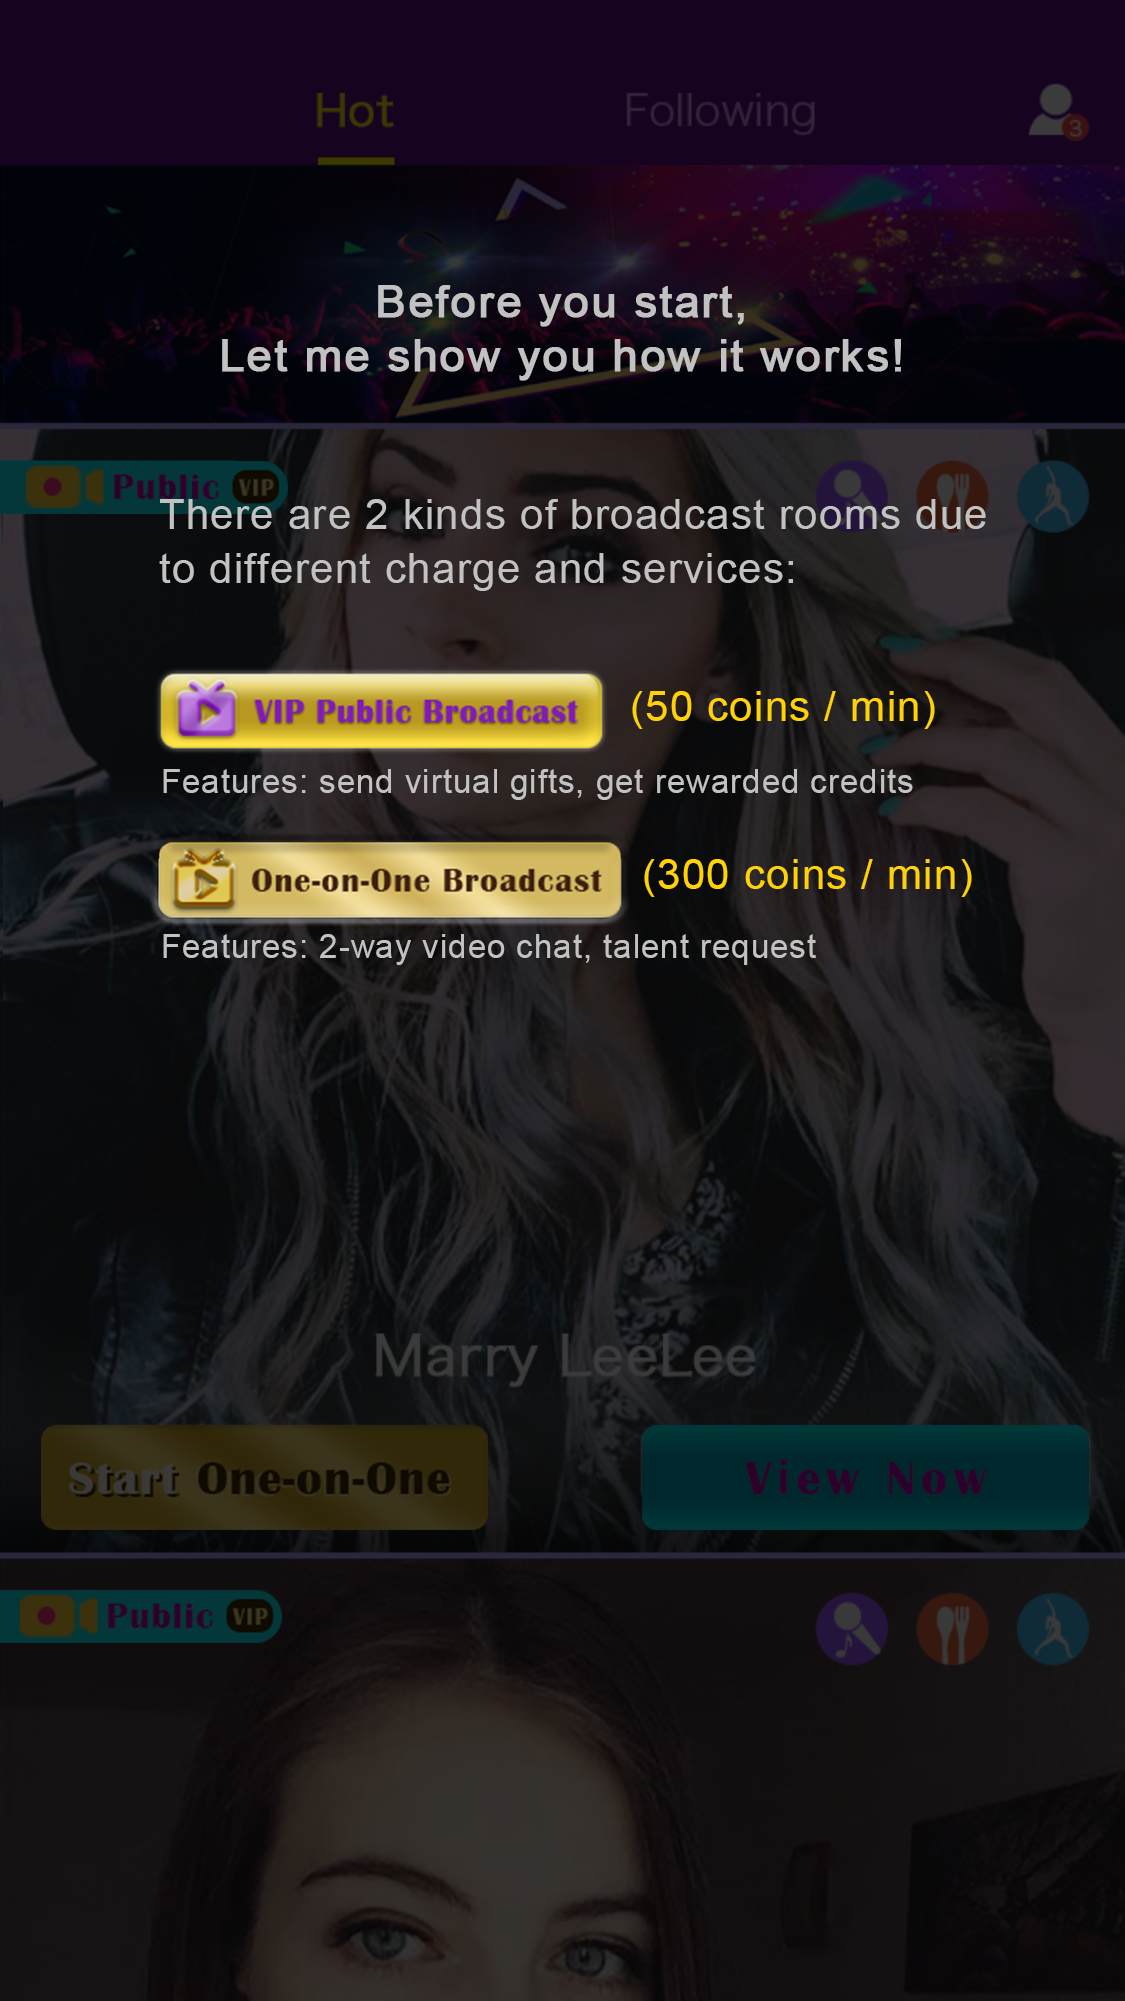 Hot
Following
3
Before you start,
Let me show you how it works!
Public VIP
There are 2 kinds of broadcast rooms due
to different charge and services:
VIP Public Broadcast (50 coins / min)
Features: send virtual gifts, get rewarded credits
One-on-One Broadcast (300 coins / min)
Features: 2-way video chat, talent request
Marry LeeLee
Start One-on-One
View Now
Public VIP